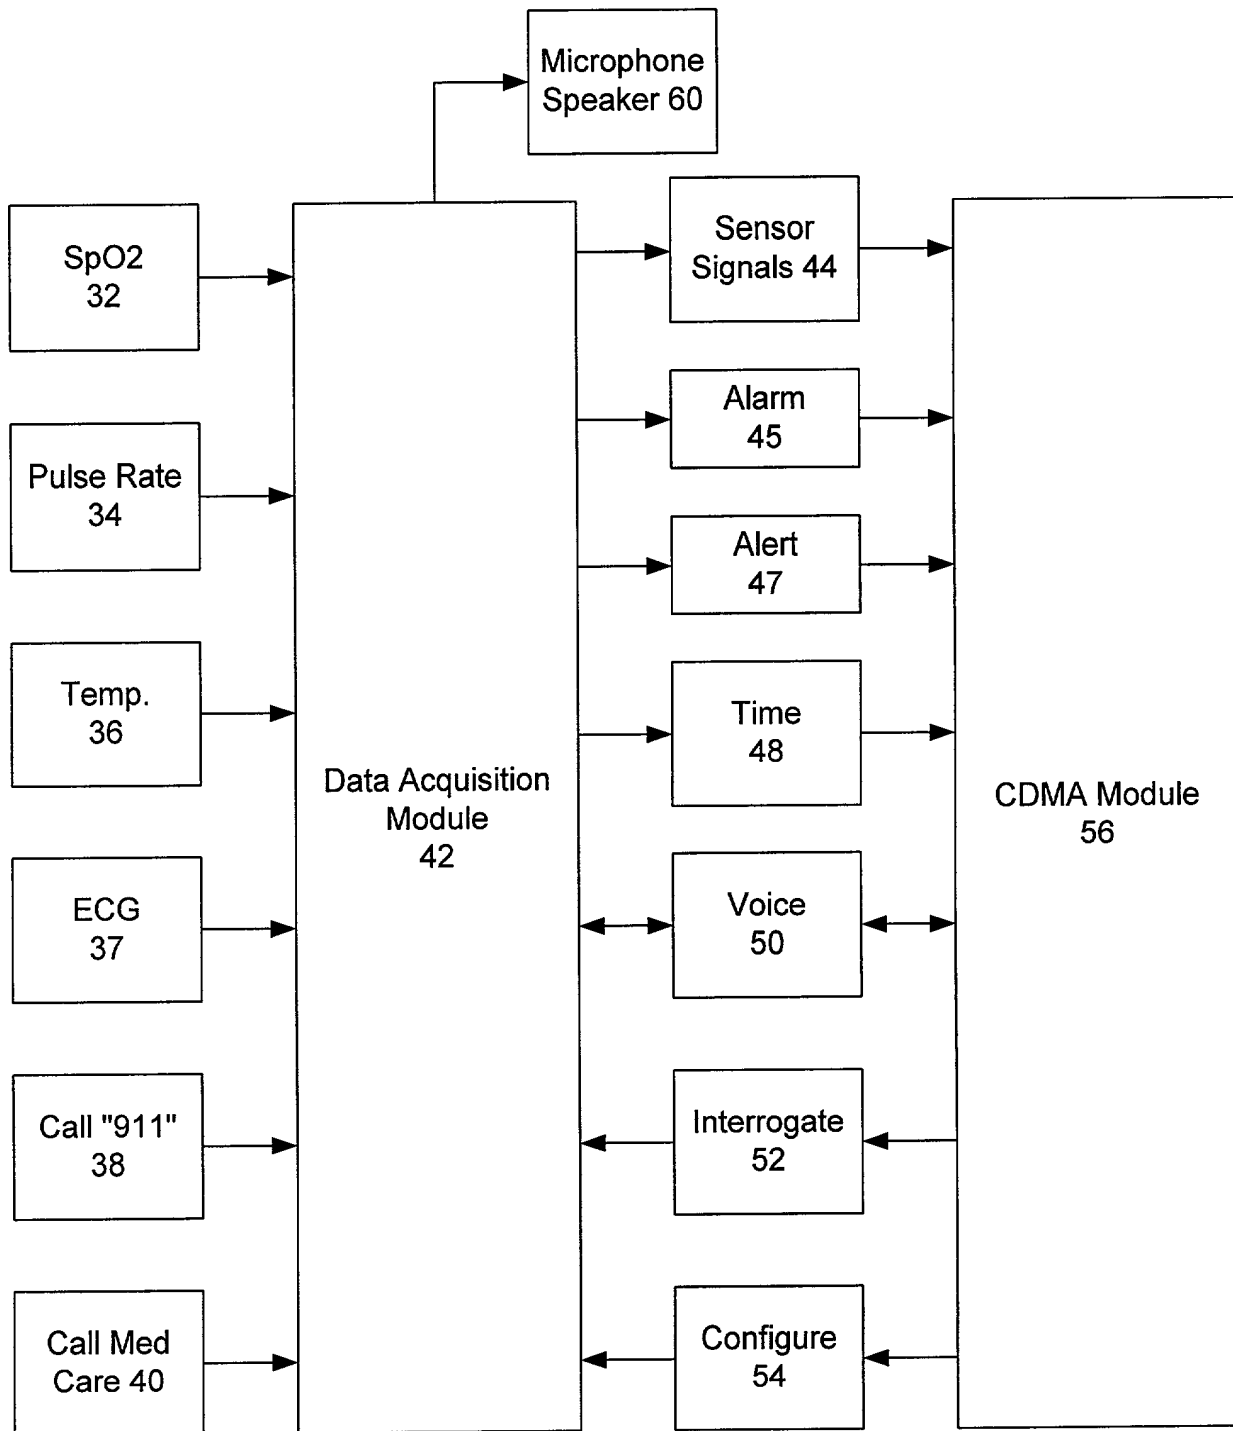 Microphone
Speaker 60
SpO2
32
Pulse Rate
34
Temp.
36
ECG
37
Call "911"
38
Call Med
Care 40
Data Acquisition
Module
42
Sensor
Signals 44
Alarm
45
Alert
47
Time
48
Voice
50
Interrogate
52
Configure
54
CDMA Module
56